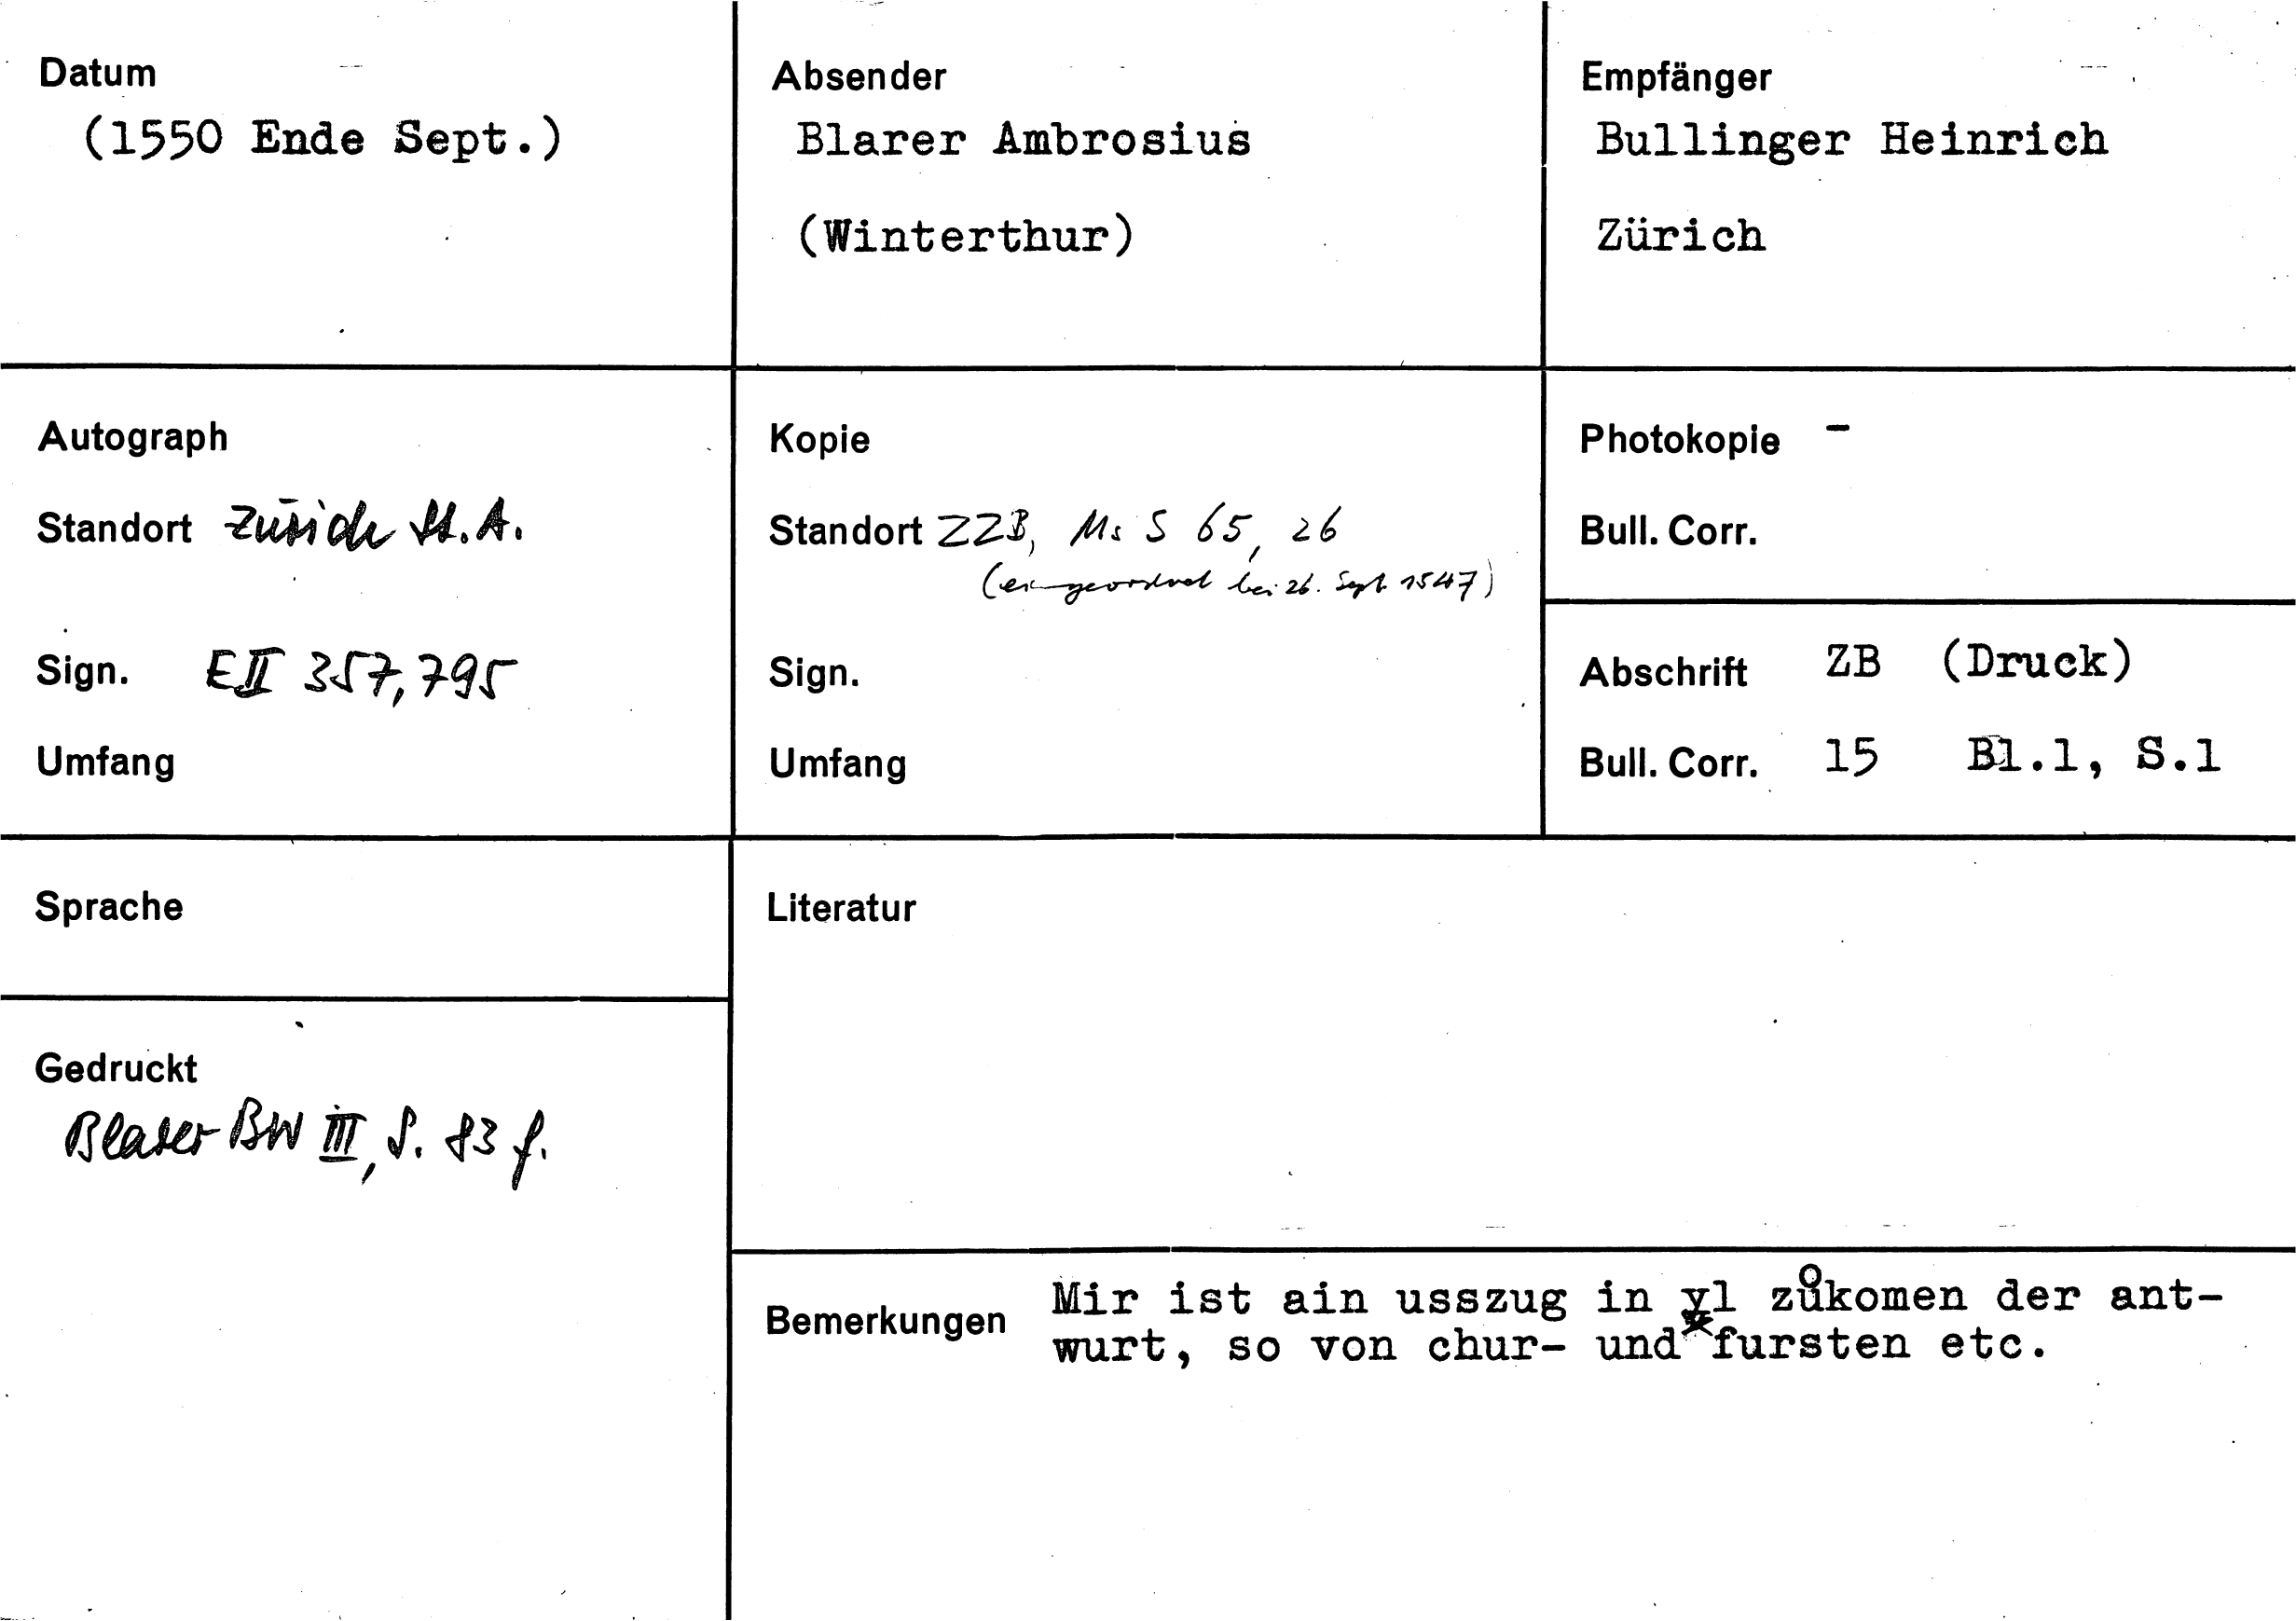 Datum
(1550 Ende Sept.)
Absender
Blarer Ambrosius
(Winterthur)
Empfänger
Bullinger Heinrich
Zürich
Autograph
Standort Zürich St.A.
Sign. E II 357, 795
Umfang
Kopie
Standort ZZB, Ms S 65, 26
(eingeordnet bei 26. Sept. 1547)
Sign.
Umfang
Photokopie -
Bull. Corr.
Abschrift ZB (Druck)
Bull. Corr. 15 Bl.1, S.1
Sprache
Gedruckt
Blarer BW III, S. 83 f.
Literatur
Bemerkungen Mir ist ain usszug in yl zůkomen der ant-
wurt, so von chur- und fursten etc.